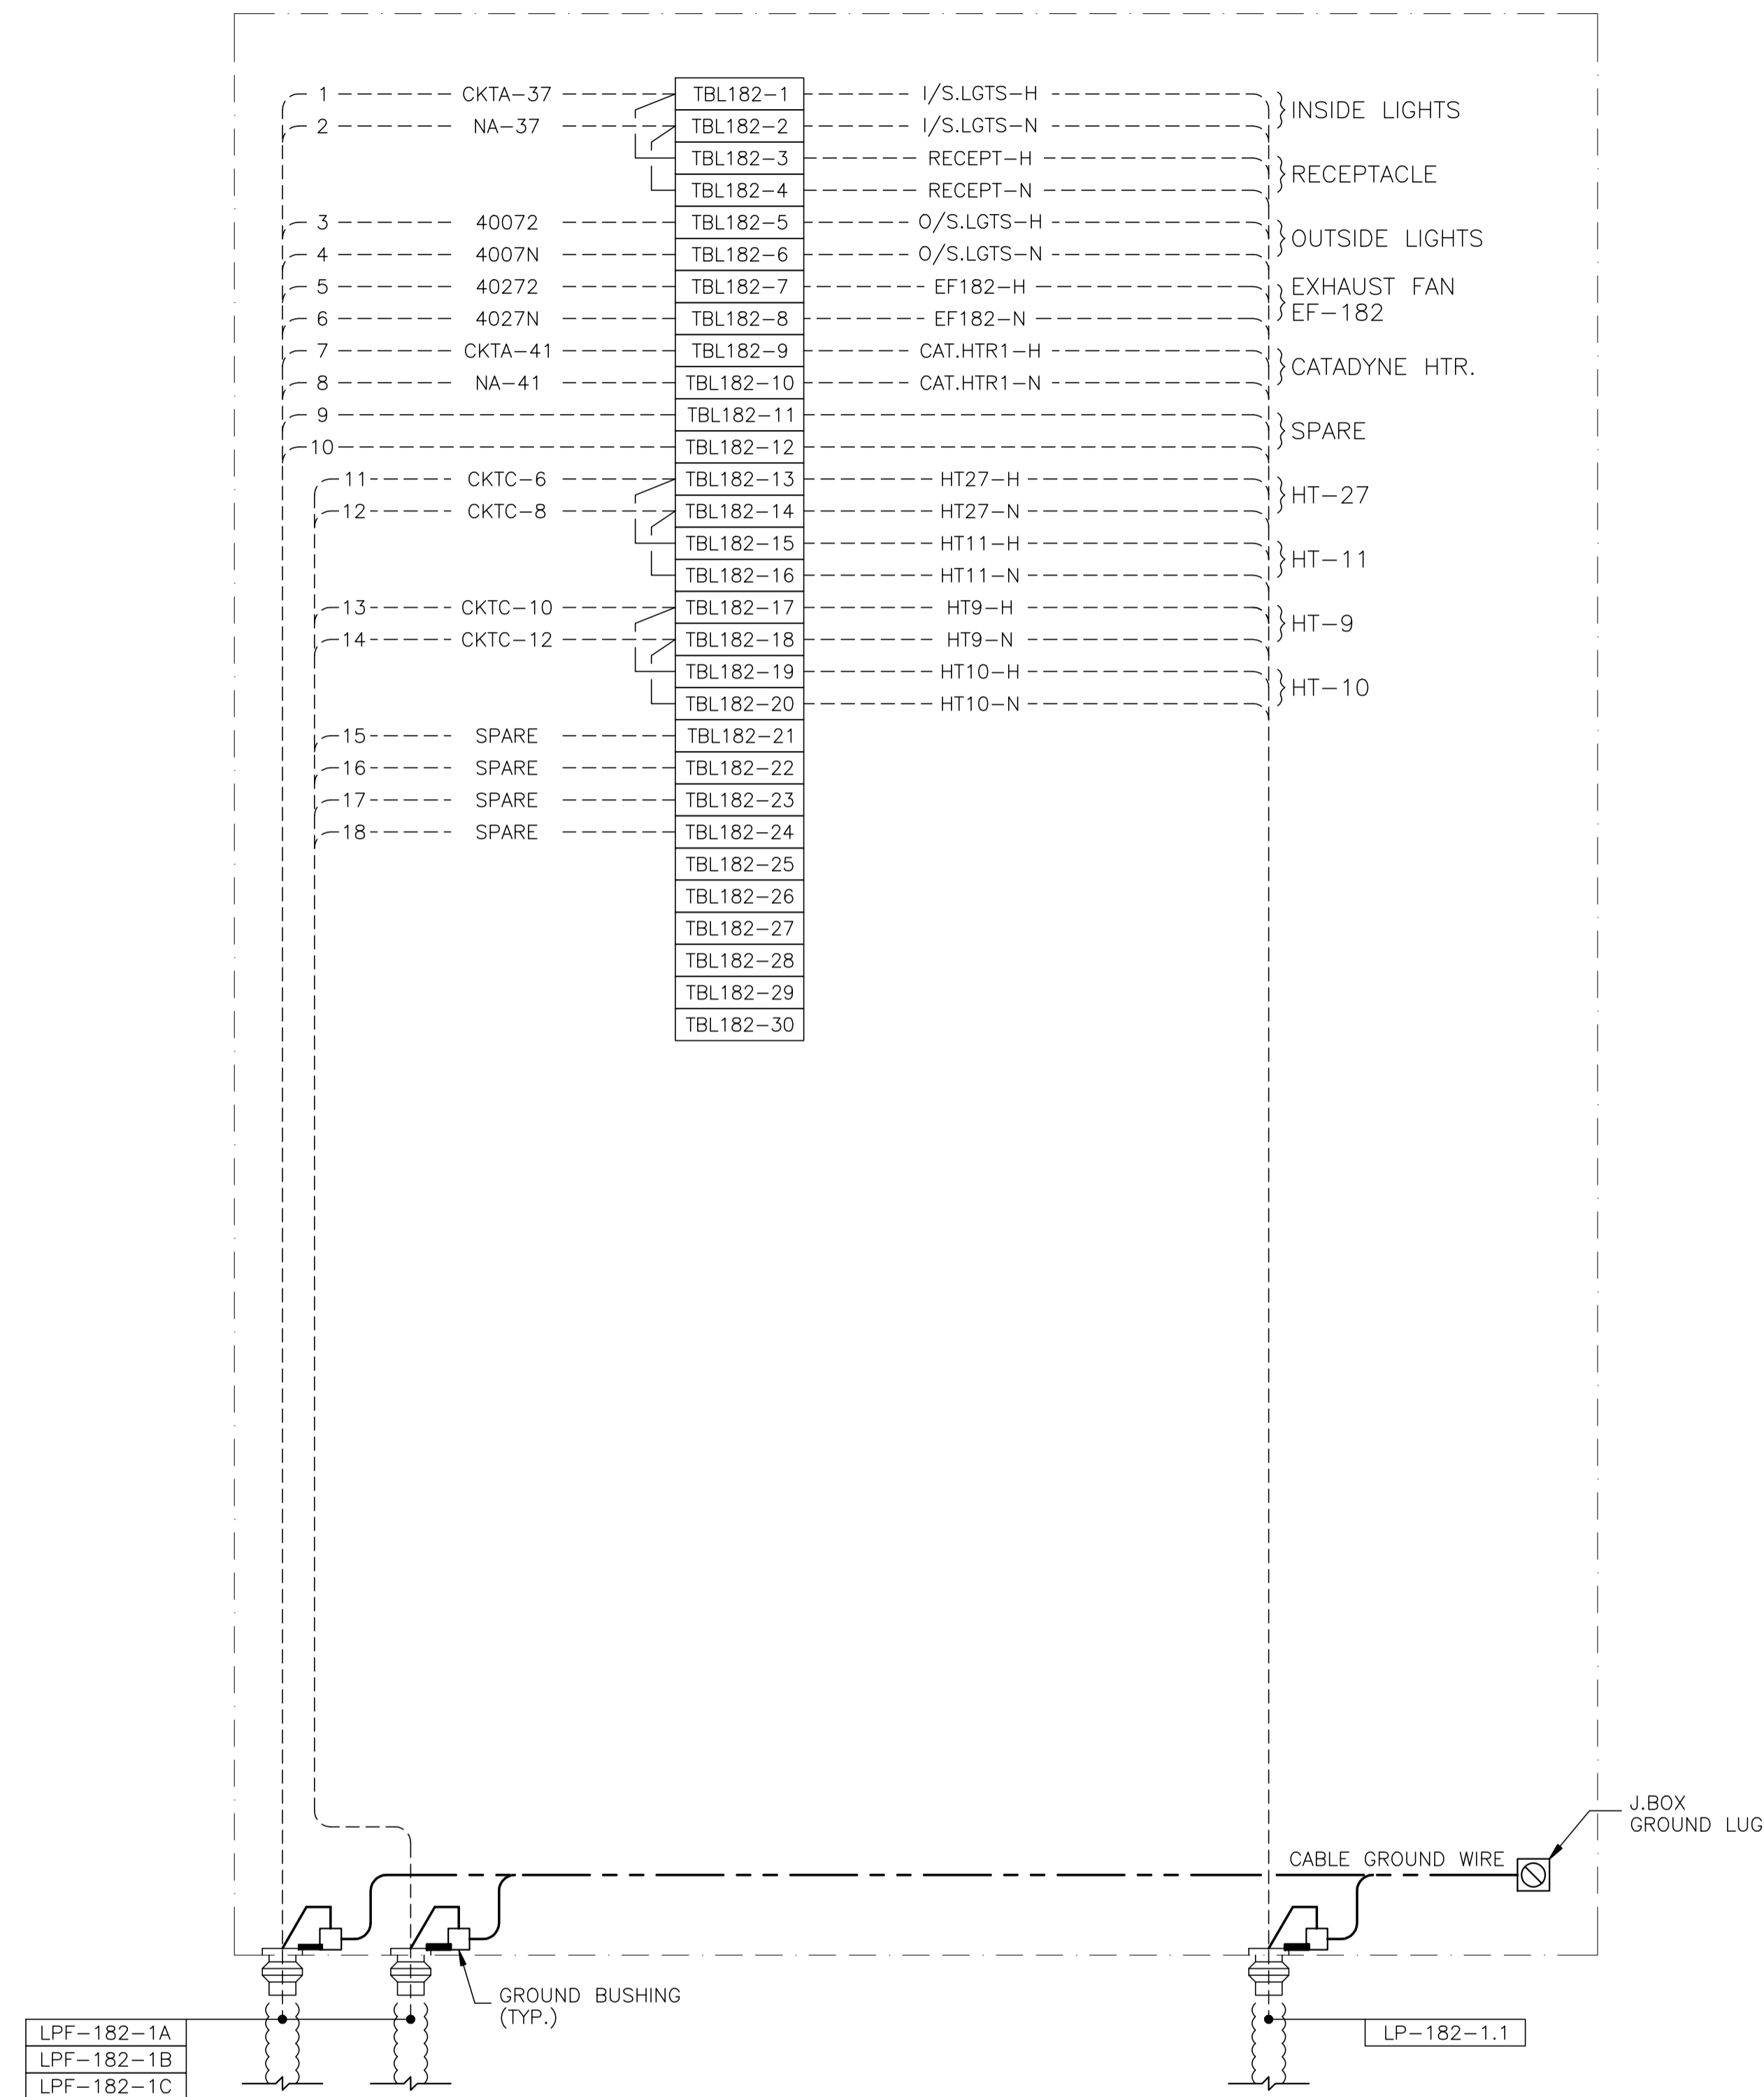 1 CKTA-37 TBL182-1 I/S.LGTS-H
INSIDE LIGHTS
2 NA-37 TBL182-2 I/S.LGTS-N
TBL182-3 RECEPT-H
RECEPTACLE
TBL182-4 RECEPT-N
3 40072 TBL182-5 O/S.LGTS-H
OUTSIDE LIGHTS
4 4007N TBL182-6 O/S.LGTS-N
5 40272 TBL182-7 EF182-H EXHAUST FAN
EF-182
6 4027N TBL182-8 EF182-N
7 CKTA-41 TBL182-9 CAT.HTR1-H
CATADYNE HTR.
8 NA-41 TBL182-10 CAT.HTR1-N
9 TBL182-11
SPARE
10 TBL182-12
11 CKTC-6 TBL182-13 HT27-H
HT-27
12 CKTC-8 TBL182-14 HT27-N
TBL182-15 HT11-H
HT-11
TBL182-16 HT11-N
13 CKTC-10 TBL182-17 HT9-H
HT-9
14 CKTC-12 TBL182-18 HT9-N
TBL182-19 HT10-H
HT-10
TBL182-20 HT10-N
15 SPARE TBL182-21
16 SPARE TBL182-22
17 SPARE TBL182-23
18 SPARE TBL182-24
TBL182-25
TBL182-26
TBL182-27
TBL182-28
TBL182-29
TBL182-30
J.BOX
GROUND LUG
CABLE GROUND WIRE
GROUND BUSHING
(TYP.)
LPF-182-1A
LPF-182-1B
LPF-182-1C
LP-182-1.1